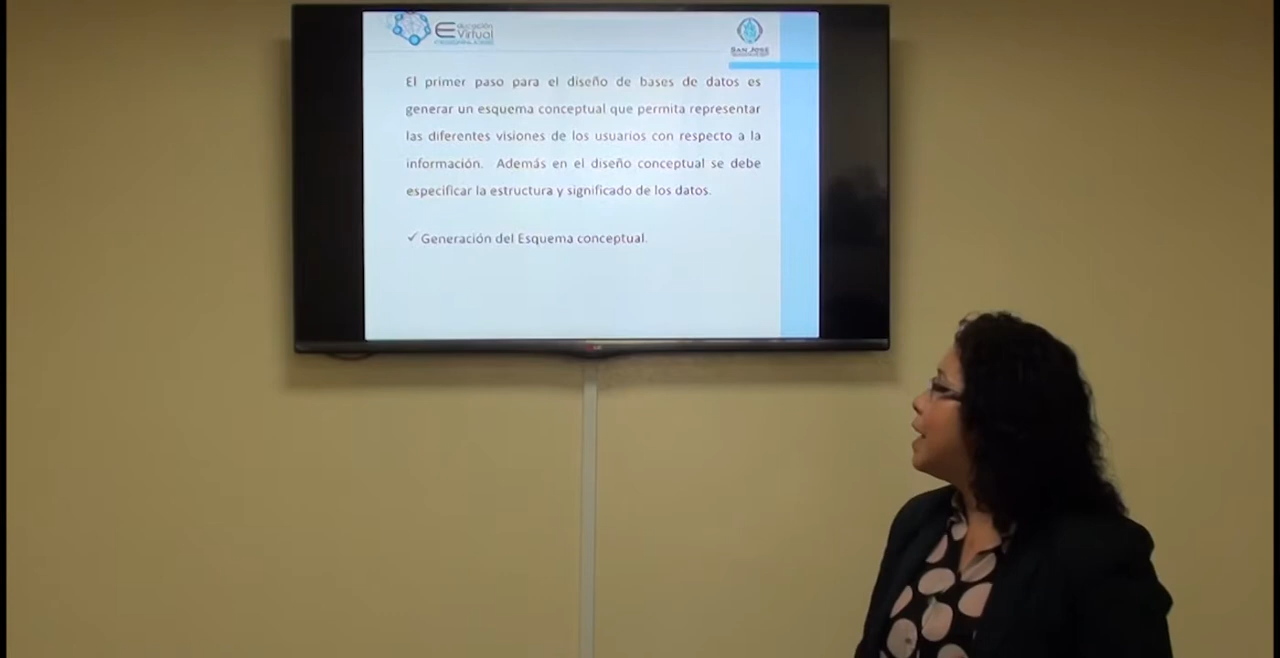 Educación
Virtual
SAN JOSÉ
El primer paso para el diseño de bases de datos es
generar un esquema conceptual que permita representar
las diferentes visiones de los usuarios con respecto a la
información. Además en el diseño conceptual se debe
especificar la estructura y significado de los datos.
✓ Generación del Esquema conceptual.